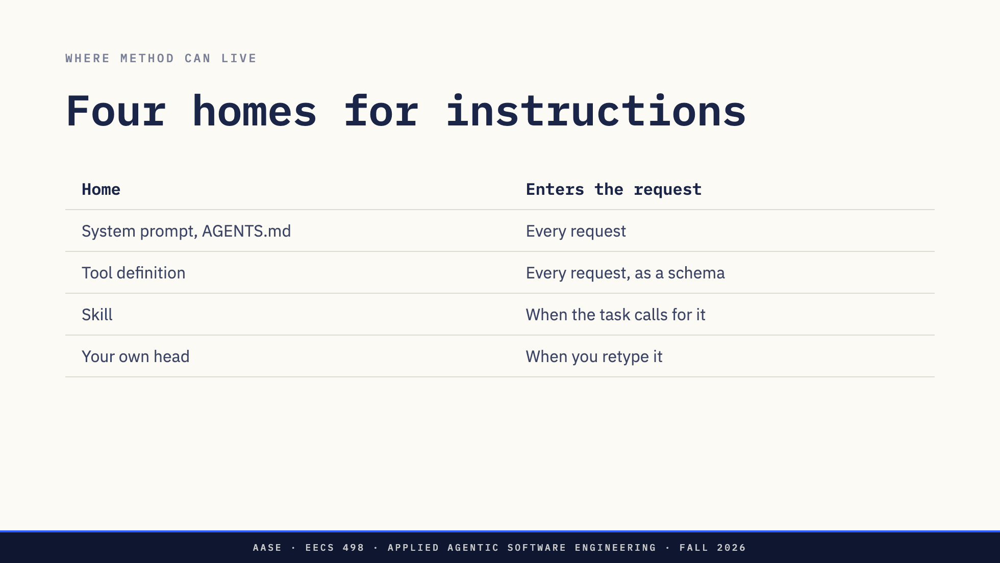 WHERE METHOD CAN LIVE
Four homes for instructions
Home Enters the request
System prompt, AGENTS.md Every request
Tool definition Every request, as a schema
Skill When the task calls for it
Your own head When you retype it
AASE · EECS 498 · APPLIED AGENTIC SOFTWARE ENGINEERING · FALL 2026